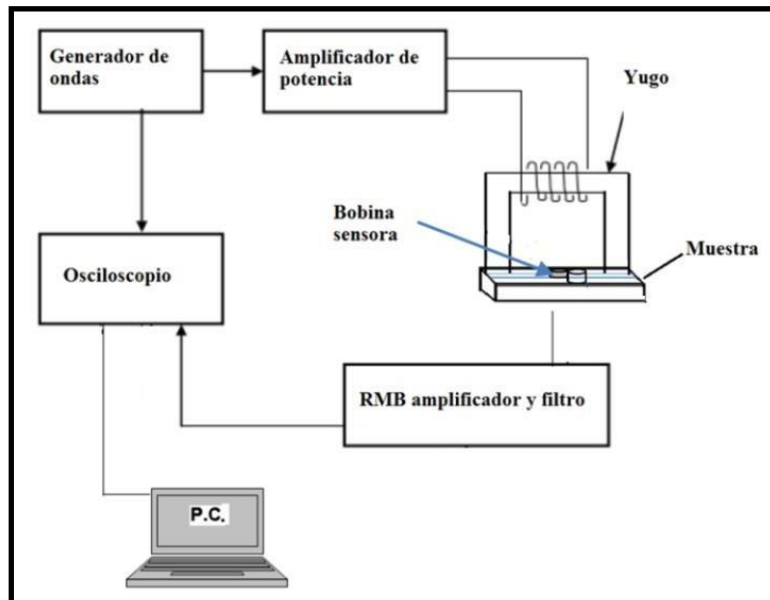 Generador de
ondas
Amplificador de
potencia
Yugo
Bobina
sensora
Muestra
Osciloscopio
RMB amplificador y filtro
P.C.